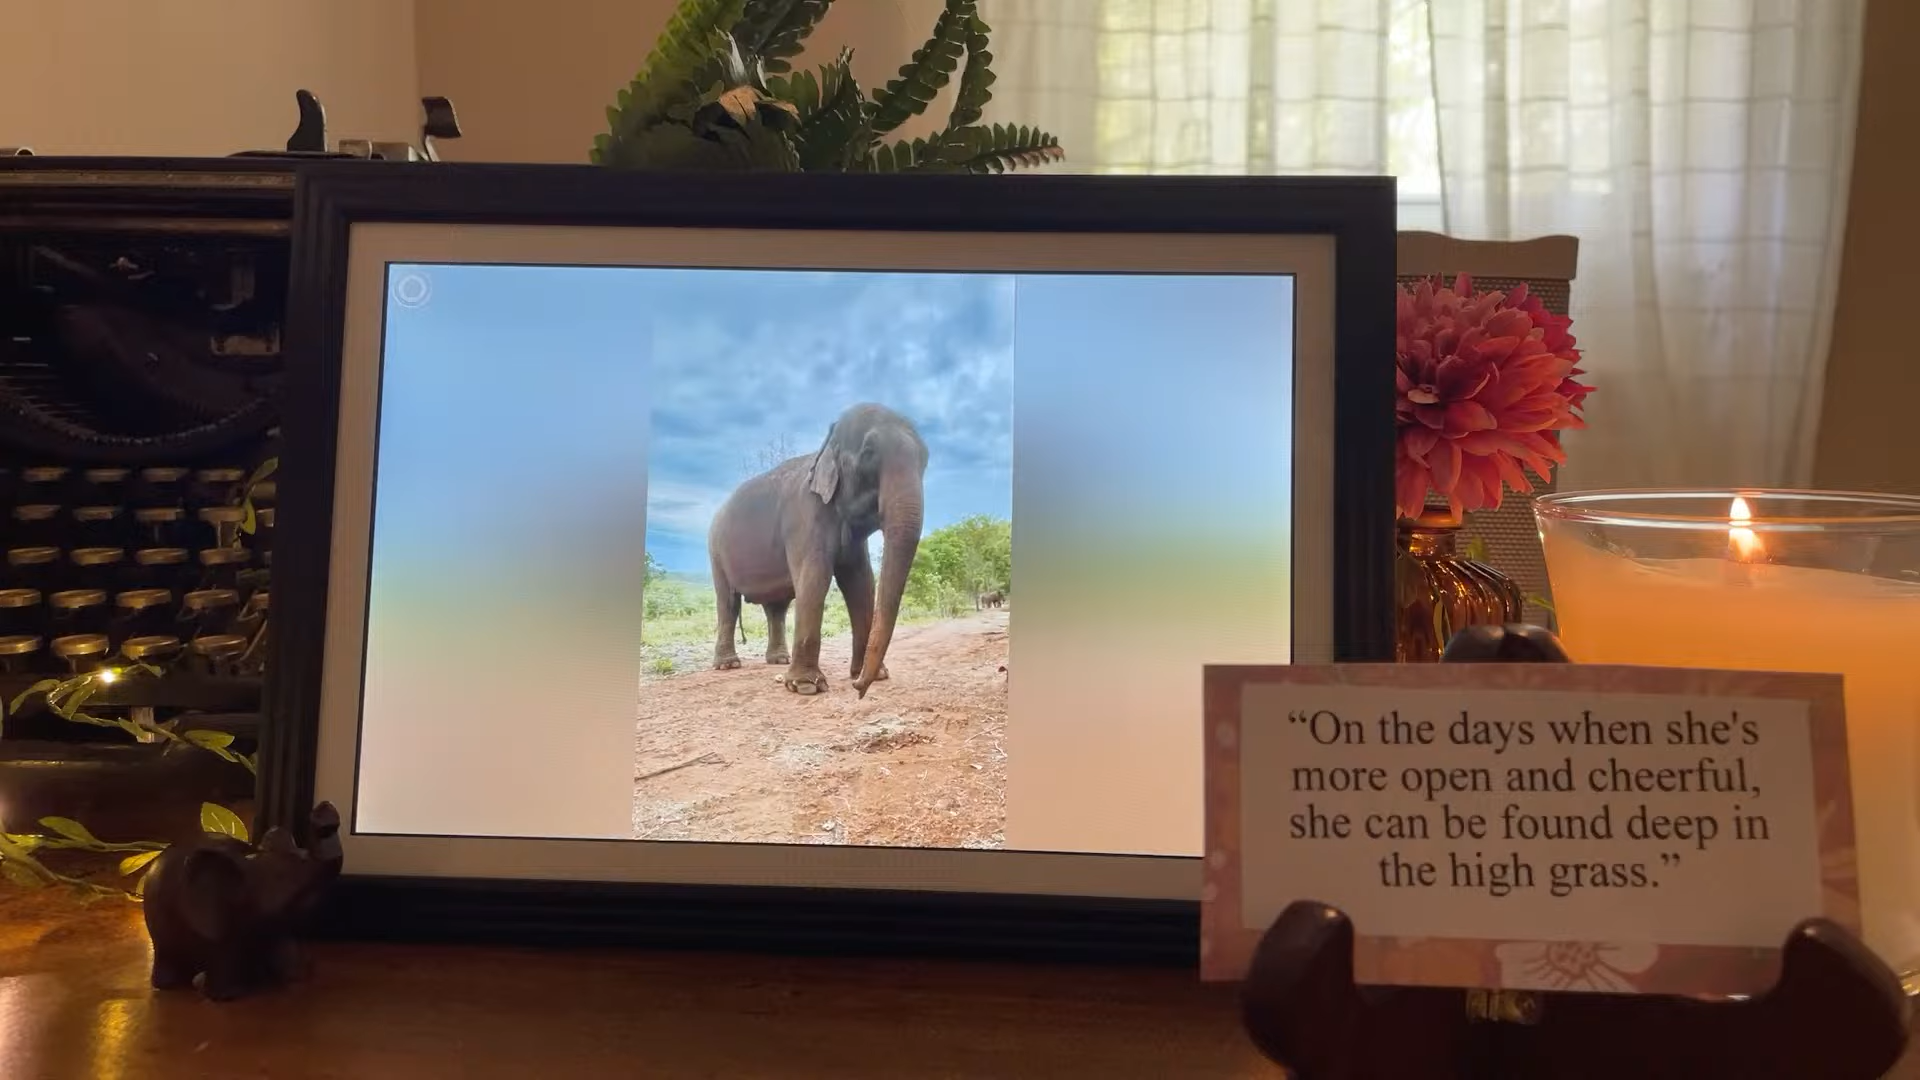 “On the days when she's
more open and cheerful,
she can be found deep in
the high grass.”